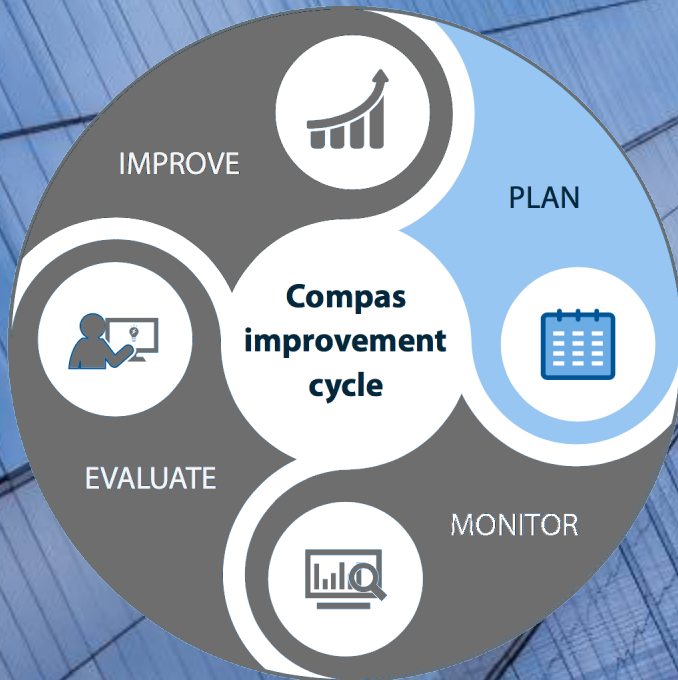 IMPROVE
PLAN
Compas
improvement
cycle
EVALUATE
MONITOR